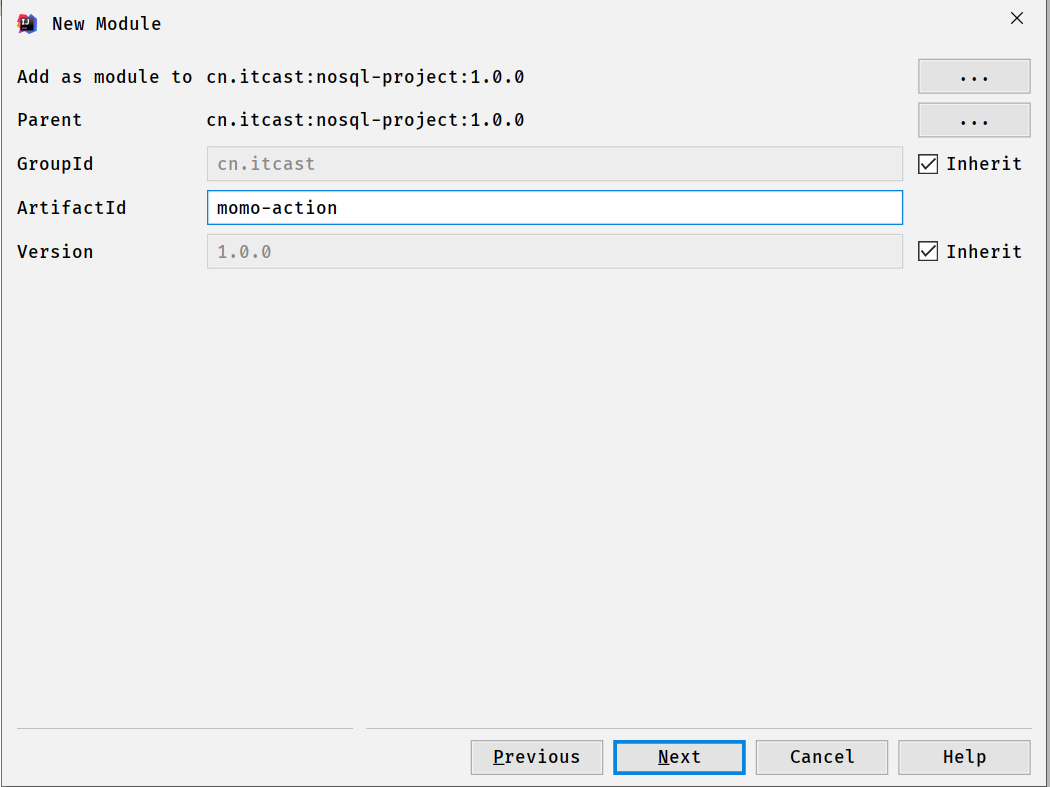 New Module
Add as module to cn.itcast:nosql-project:1.0.0 ...
Parent cn.itcast:nosql-project:1.0.0 ...
GroupId cn.itcast Inherit
ArtifactId momo-action
Version 1.0.0 Inherit
Previous Next Cancel Help